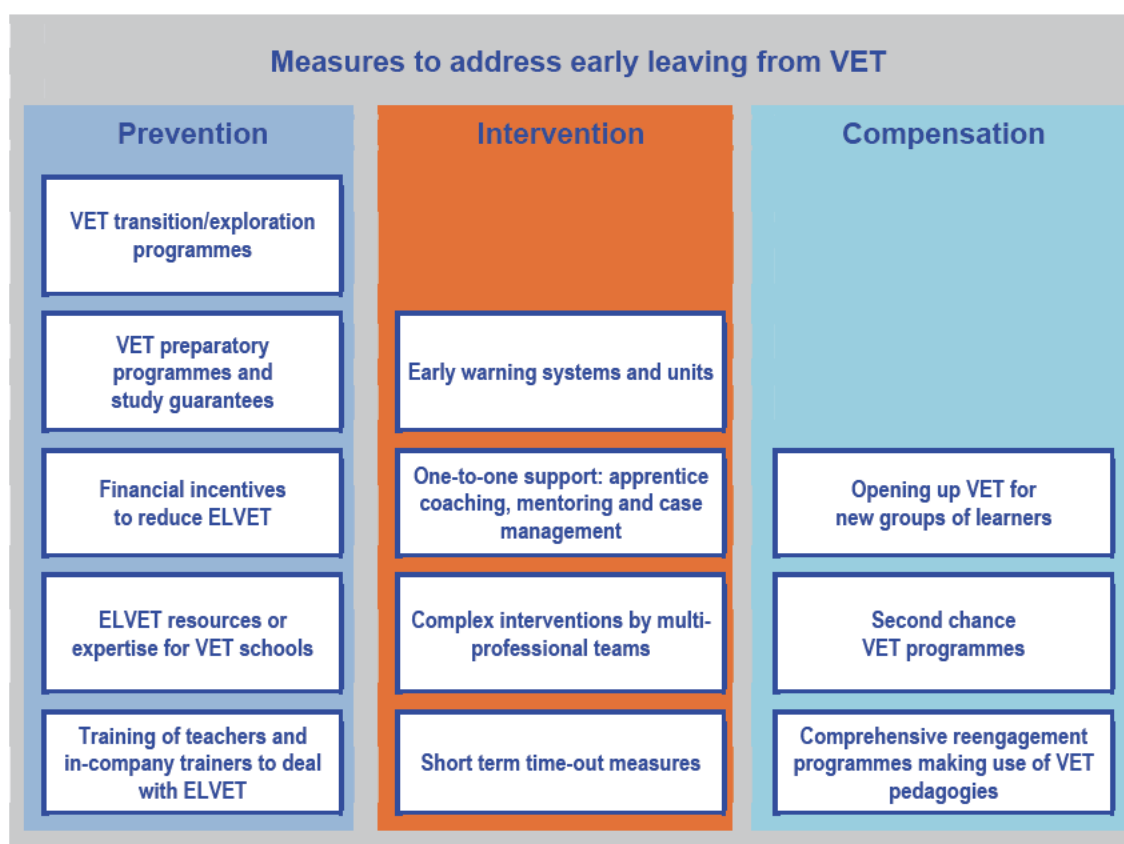 Measures to address early leaving from VET
Prevention
VET transition/exploration
programmes
VET preparatory
programmes and
study guarantees
Financial incentives
to reduce ELVET
ELVET resources or
expertise for VET schools
Training of teachers and
in-company trainers to deal
with ELVET
Intervention
Early warning systems and units
One-to-one support: apprentice
coaching, mentoring and case
management
Complex interventions by multi-
professional teams
Short term time-out measures
Compensation
Opening up VET for
new groups of learners
Second chance
VET programmes
Comprehensive reengagement
programmes making use of VET
pedagogies